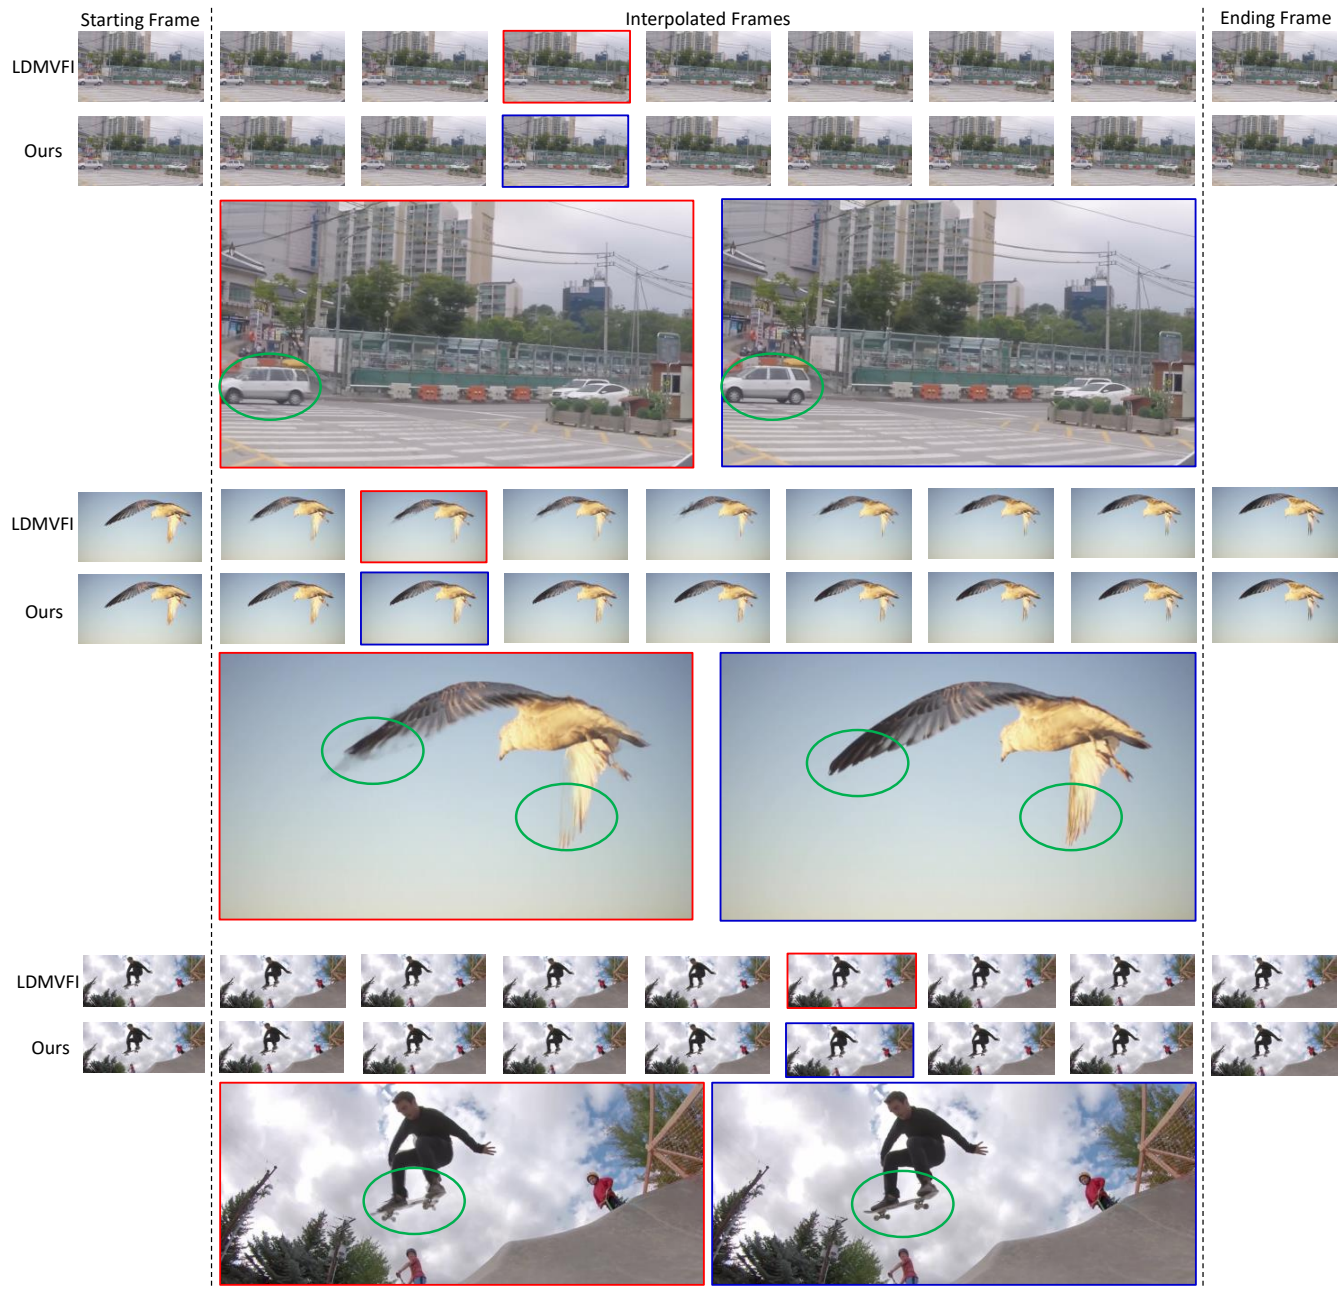 Starting Frame Interpolated Frames Ending Frame
LDMVFI
Ours
LDMVFI
Ours
LDMVFI
Ours